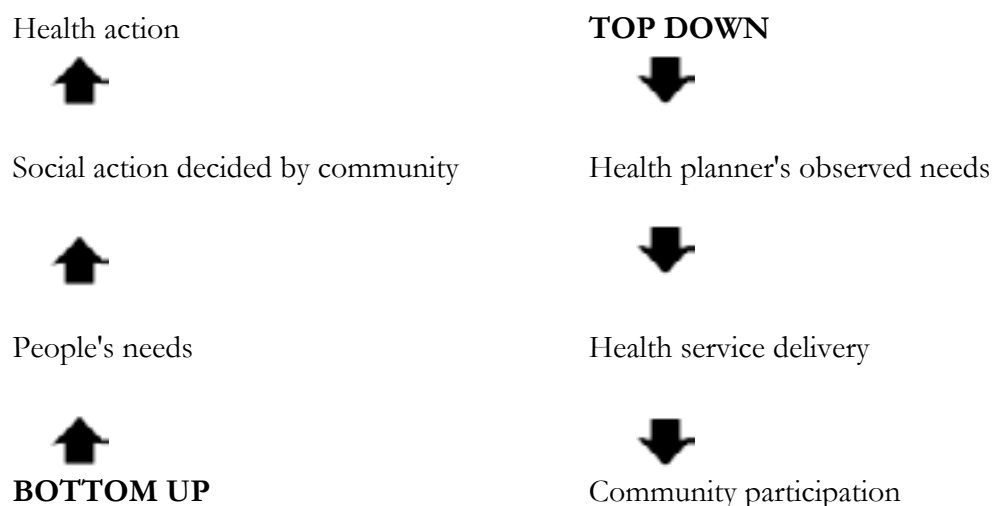 Health action
TOP DOWN
Social action decided by community
Health planner's observed needs
People's needs
Health service delivery
BOTTOM UP
Community participation